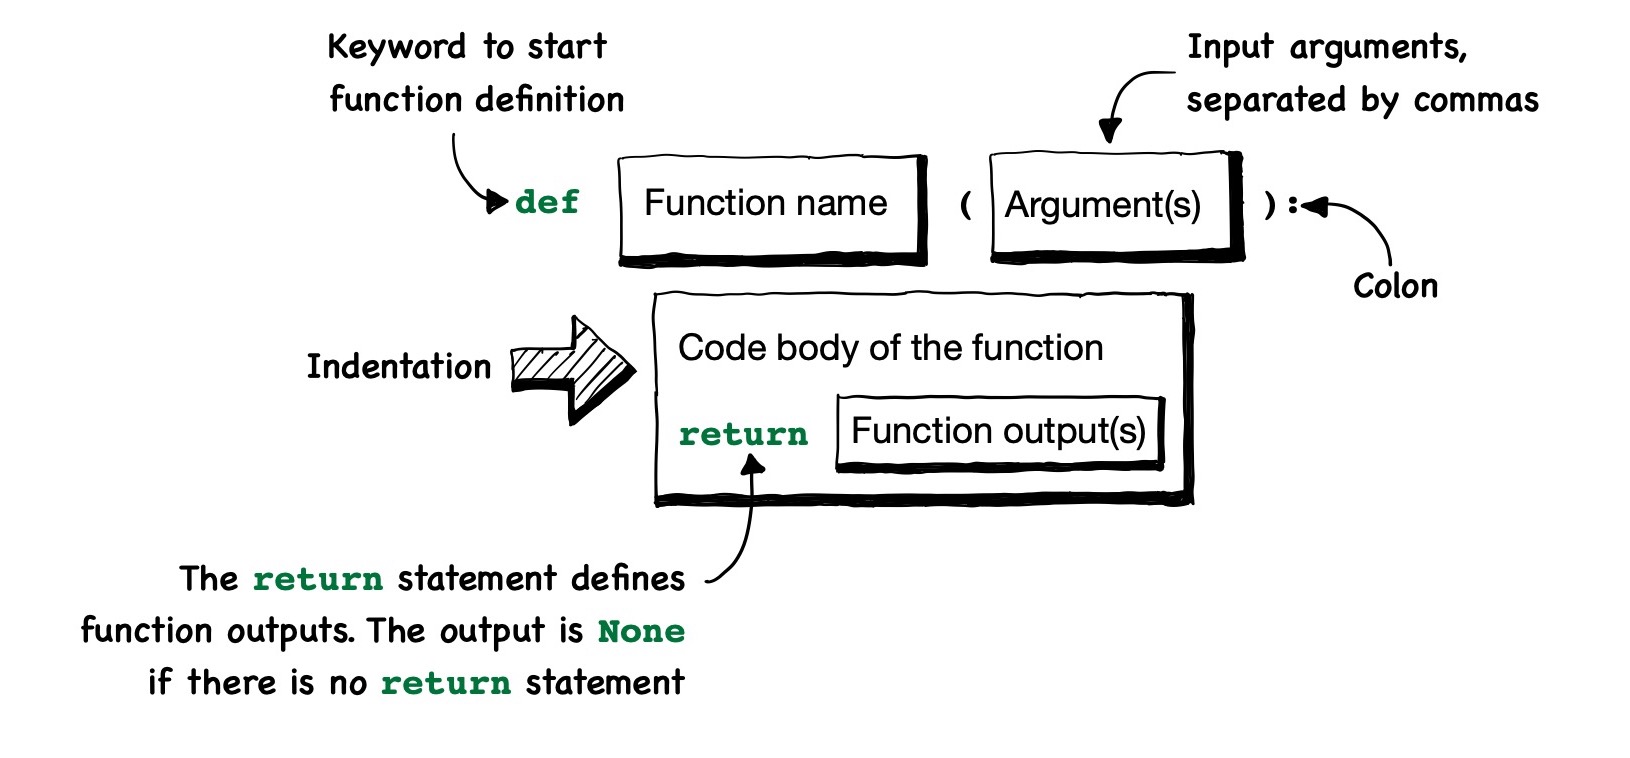 Keyword to start
function definition
Input arguments,
separated by commas
def Function name ( Argument(s) ):
Colon
Indentation
Code body of the function
return Function output(s)
The return statement defines
function outputs. The output is None
if there is no return statement